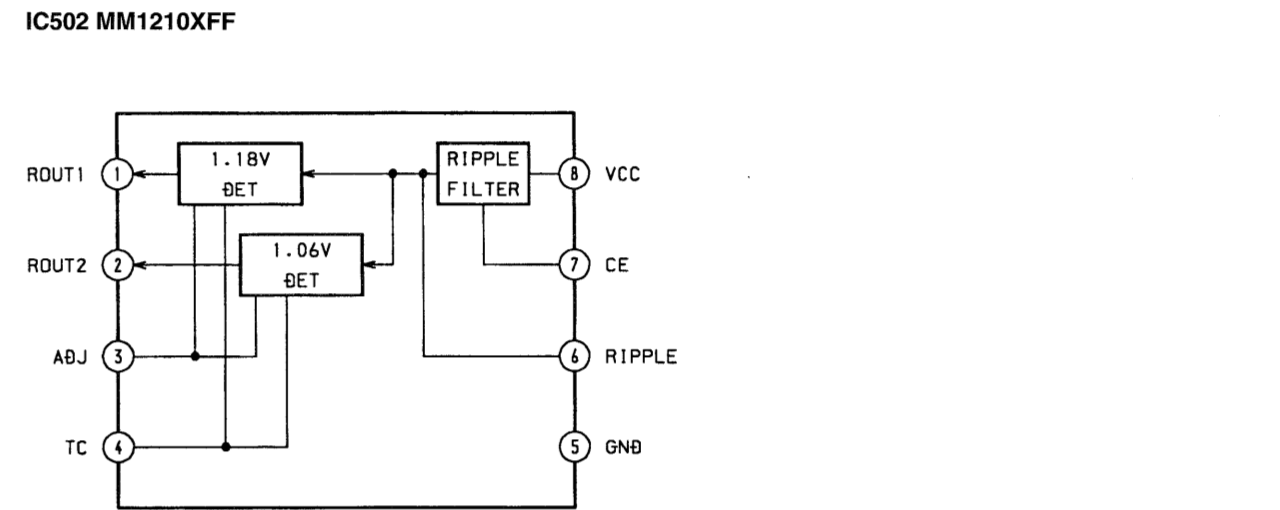 IC502 MM1210XFF
ROUT1
1
1.18V
DET
RIPPLE
FILTER
8
VCC
ROUT2
2
1.06V
DET
7
CE
ADJ
3
6
RIPPLE
TC
4
5
GND